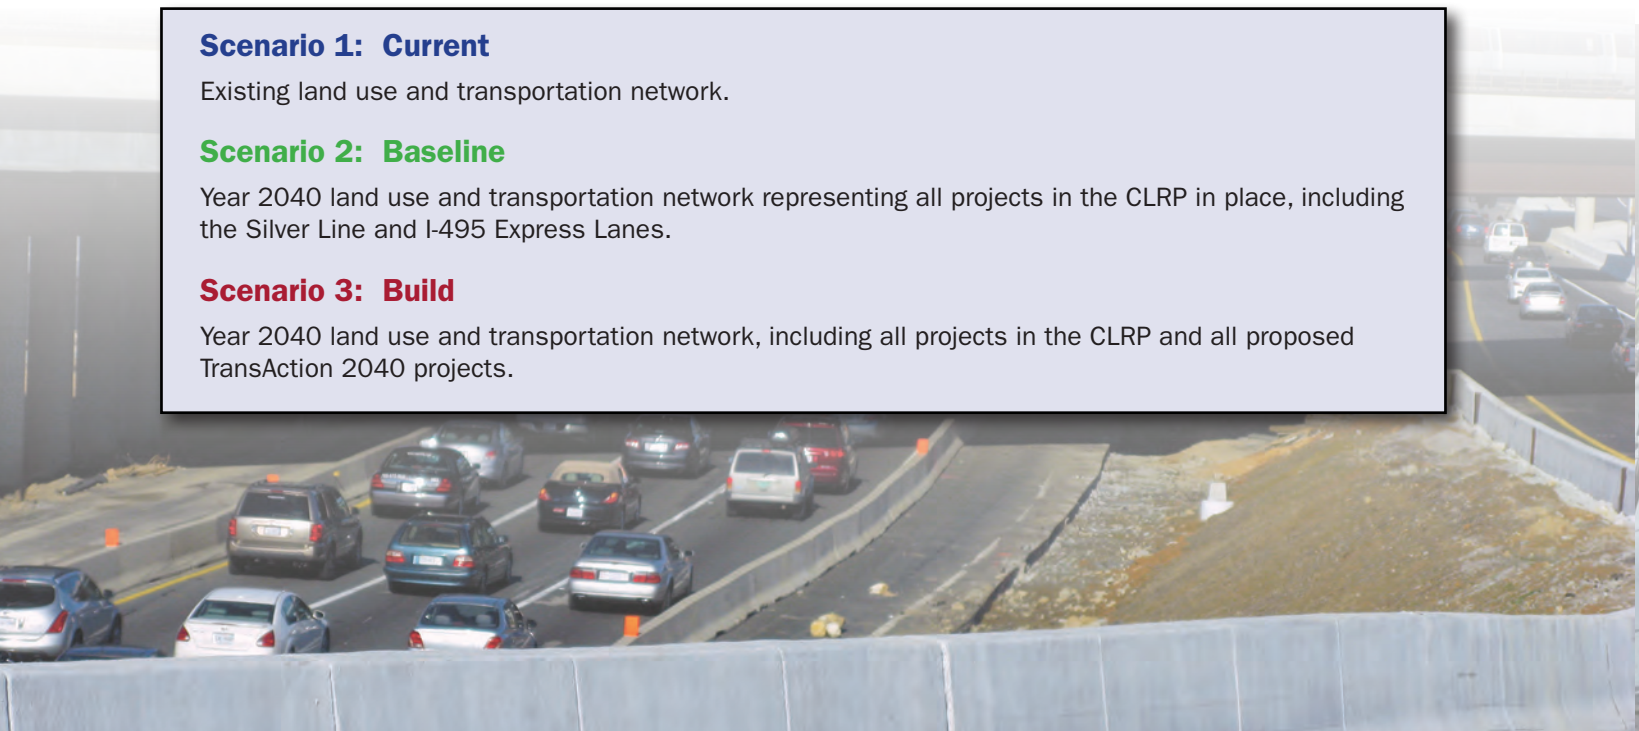 Scenario 1: Current
Existing land use and transportation network.
Scenario 2: Baseline
Year 2040 land use and transportation network representing all projects in the CLRP in place, including
the Silver Line and I-495 Express Lanes.
Scenario 3: Build
Year 2040 land use and transportation network, including all projects in the CLRP and all proposed
TransAction 2040 projects.